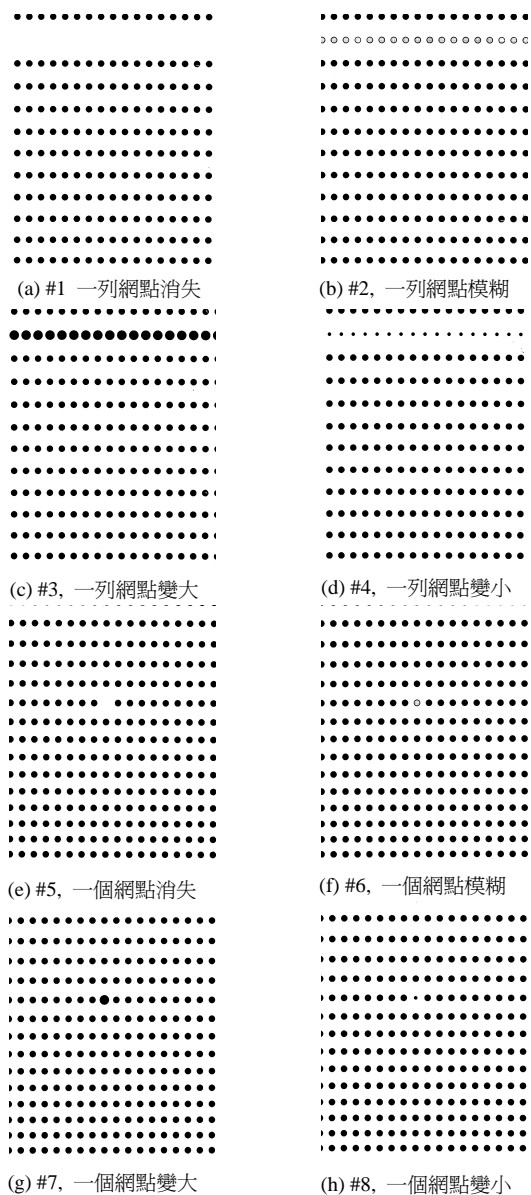 (a) #1 一列網點消失
(b) #2, 一列網點模糊
(c) #3, 一列網點變大
(d) #4, 一列網點變小
(e) #5, 一個網點消失
(f) #6, 一個網點模糊
(g) #7, 一個網點變大
(h) #8, 一個網點變小